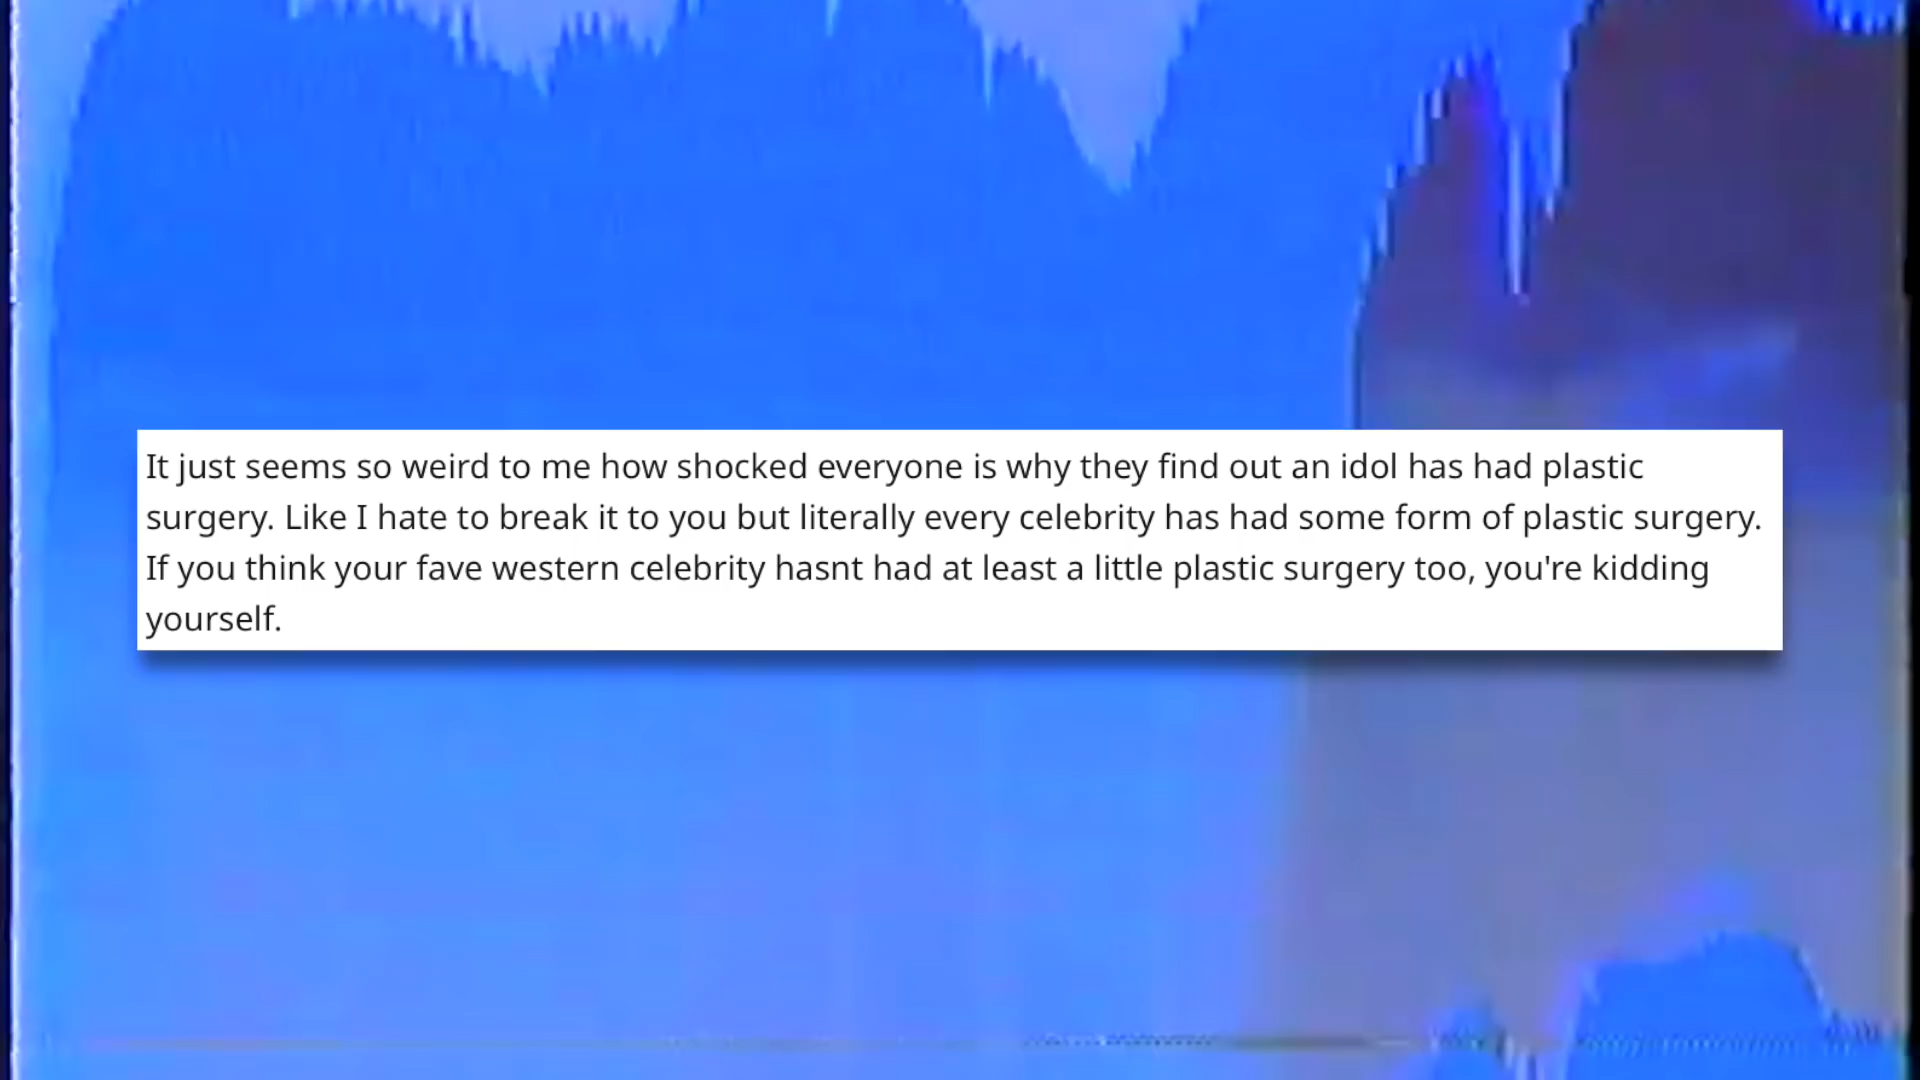 It just seems so weird to me how shocked everyone is why they find out an idol has had plastic
surgery. Like I hate to break it to you but literally every celebrity has had some form of plastic surgery.
If you think your fave western celebrity hasnt had at least a little plastic surgery too, you're kidding
yourself.